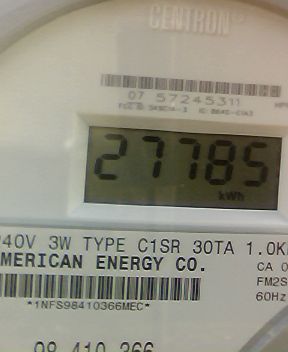 CENTRON
07 57245311
27785
kWh
240V 3W TYPE C1SR 30TA 1.0K
AMERICAN ENERGY CO.
CA 0
FM2S
60Hz
*1NFS98410366MEC*
98 410 366